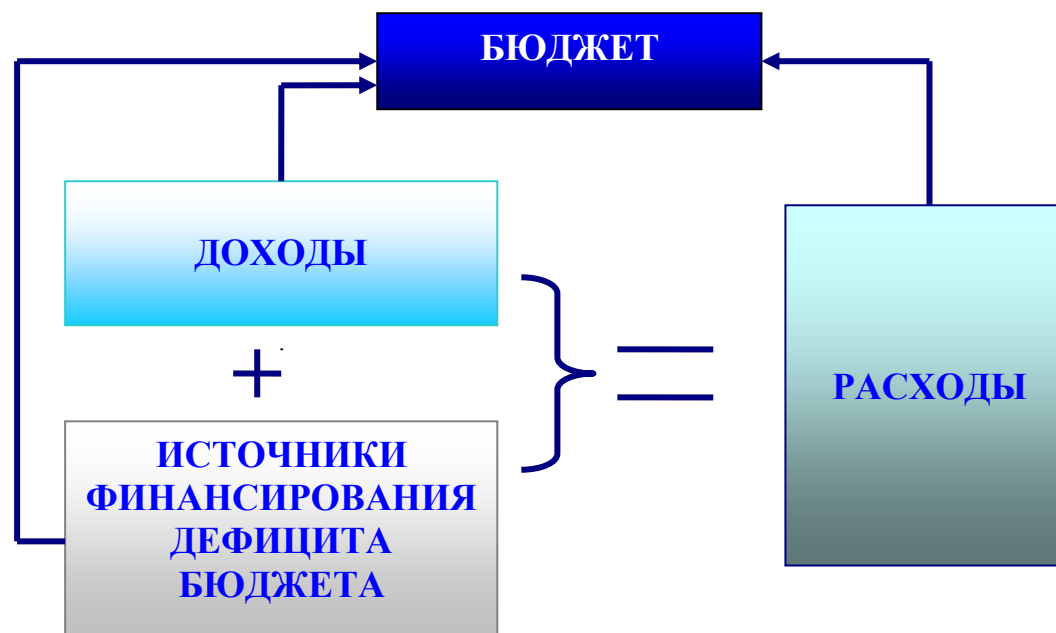 БЮДЖЕТ
ДОХОДЫ
+
ИСТОЧНИКИ
ФИНАНСИРОВАНИЯ
ДЕФИЦИТА
БЮДЖЕТА
=
РАСХОДЫ